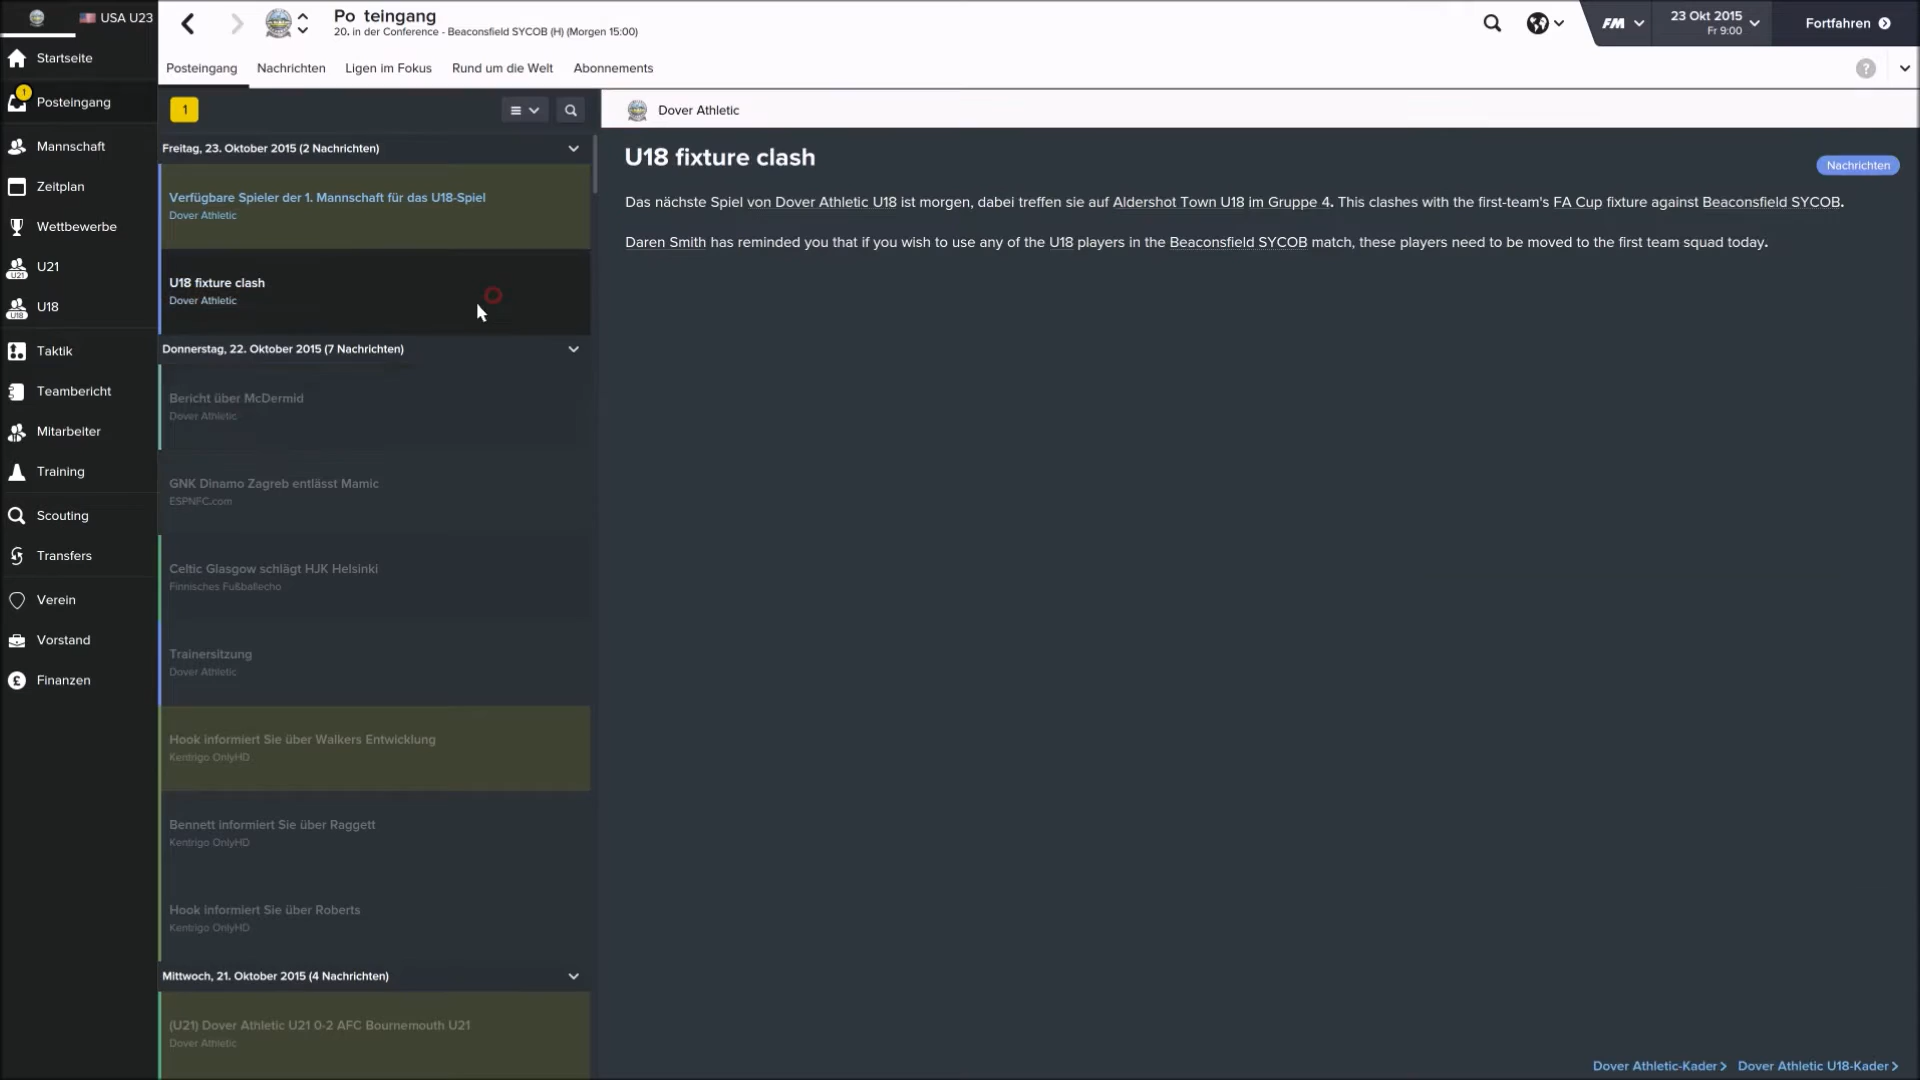 USA U23
Po teingang
20. in der Conference - Beaconsfield SYCOB (H) (Morgen 15:00)
FM
23 Okt 2015
Fr 9:00
Fortfahren
Posteingang
Nachrichten
Ligen im Fokus
Rund um die Welt
Abonnements
?
Startseite
1
Posteingang
Mannschaft
Zeitplan
Wettbewerbe
U21
U21
U18
U18
Taktik
Teambericht
Mitarbeiter
Training
Scouting
Transfers
Verein
Vorstand
£
Finanzen
1
Freitag, 23. Oktober 2015 (2 Nachrichten)
Verfügbare Spieler der 1. Mannschaft für das U18-Spiel
Dover Athletic
U18 fixture clash
Dover Athletic
Donnerstag, 22. Oktober 2015 (7 Nachrichten)
Bericht über McDermid
Dover Athletic
GNK Dinamo Zagreb entlässt Mamic
ESPNFC.com
Celtic Glasgow schlägt HJK Helsinki
Finnisches Fußballecho
Trainersitzung
Dover Athletic
Hook informiert Sie über Walkers Entwicklung
Kentrigo OnlyHD
Bennett informiert Sie über Raggett
Kentrigo OnlyHD
Hook informiert Sie über Roberts
Kentrigo OnlyHD
Mittwoch, 21. Oktober 2015 (4 Nachrichten)
(U21) Dover Athletic U21 0-2 AFC Bournemouth U21
Dover Athletic
Dover Athletic
U18 fixture clash
Nachrichten
Das nächste Spiel von Dover Athletic U18 ist morgen, dabei treffen sie auf Aldershot Town U18 im Gruppe 4. This clashes with the first-team's FA Cup fixture against Beaconsfield SYCOB.
Daren Smith has reminded you that if you wish to use any of the U18 players in the Beaconsfield SYCOB match, these players need to be moved to the first team squad today.
Dover Athletic-Kader
Dover Athletic U18-Kader